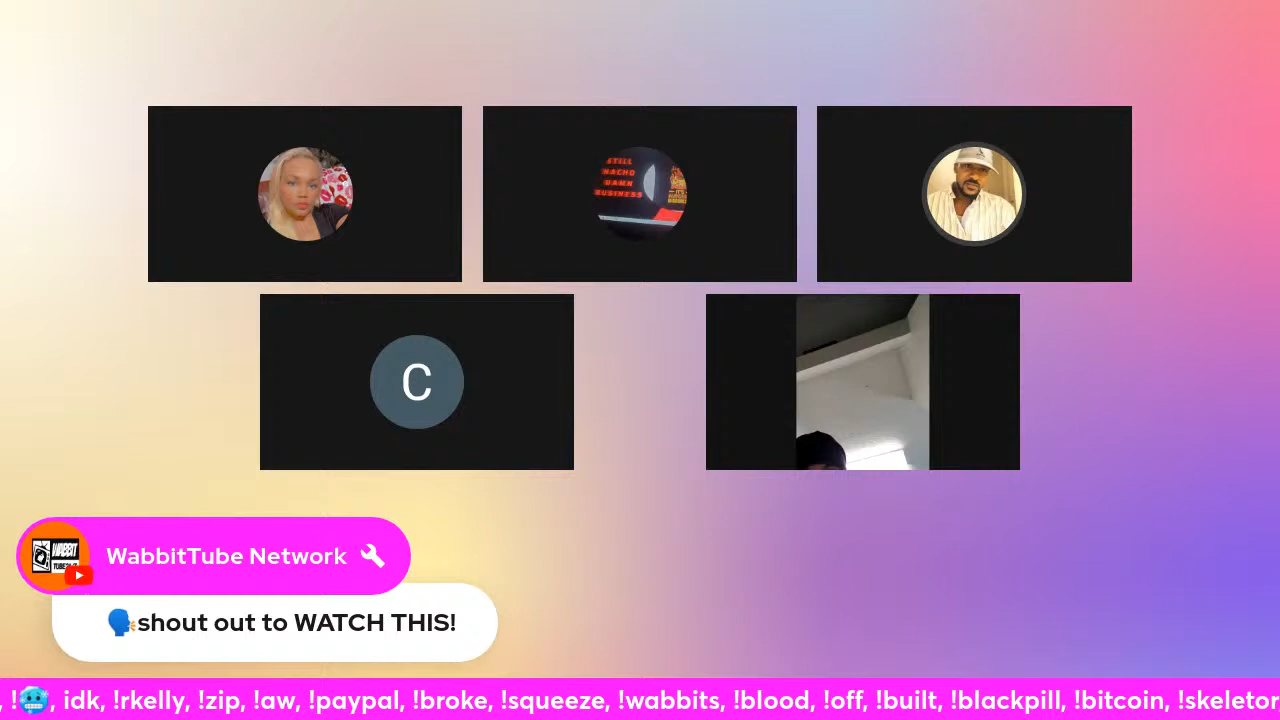 STILL
NACHO
DAMN
BUSINESS
C
WABBIT
WabbitTube Network
🗣️shout out to WATCH THIS!
, !🥶, idk, !rkelly, !zip, !aw, !paypal, !broke, !squeeze, !wabbits, !blood, !off, !built, !blackpill, !bitcoin, !skeleton